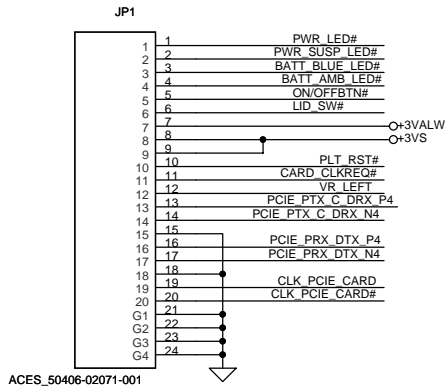 JP1
1 1 PWR_LED#
2 2 PWR_SUSP_LED#
3 3 BATT_BLUE_LED#
4 4 BATT_AMB_LED#
5 5 ON/OFFBTN#
6 6 LID_SW#
7 7 +3VALW
8 8 +3VS
9 9
10 10 PLT_RST#
11 11 CARD_CLKREQ#
12 12 VR_LEFT
13 13 PCIE_PTX_C_DRX_P4
14 14 PCIE_PTX_C_DRX_N4
15 15
16 16 PCIE_PRX_DTX_P4
17 17 PCIE_PRX_DTX_N4
18 18
19 19 CLK_PCIE_CARD
20 20 CLK_PCIE_CARD#
G1 21
G2 22
G3 23
G4 24
ACES_50406-02071-001